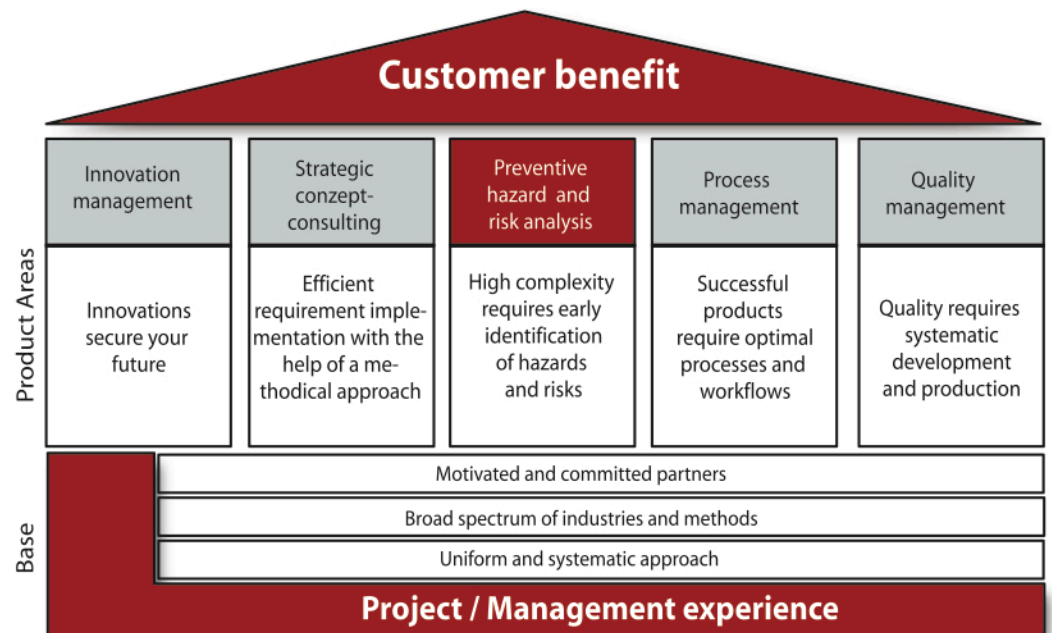 Customer benefit
Innovation
management
Strategic
conzept-
consulting
Preventive
hazard and
risk analysis
Process
management
Quality
management
Product Areas
Innovations
secure your
future
Efficient
requirement imple-
mentation with the
help of a me-
thodical approach
High complexity
requires early
identification
of hazards
and risks
Successful
products
require optimal
processes and
workflows
Quality requires
systematic
development
and production
Base
Motivated and committed partners
Broad spectrum of industries and methods
Uniform and systematic approach
Project / Management experience